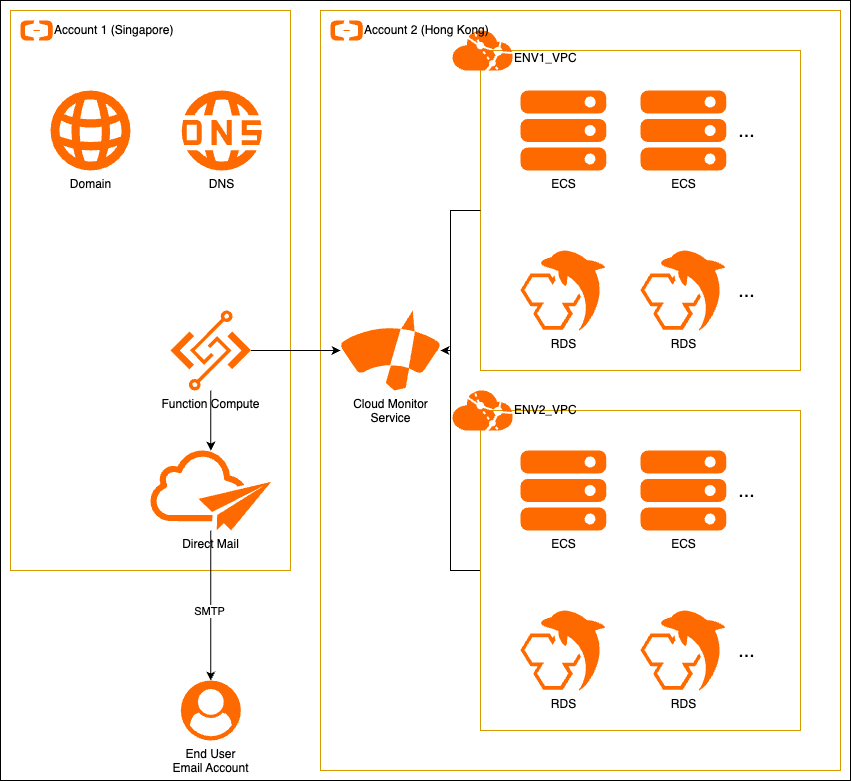 Account 1 (Singapore)
Domain
DNS
DNS
Function Compute
Direct Mail
SMTP
End User
Email Account
Account 2 (Hong Kong)
Cloud Monitor
Service
ENV1_VPC
ECS
ECS
...
RDS
RDS
...
ENV2_VPC
ECS
ECS
...
RDS
RDS
...